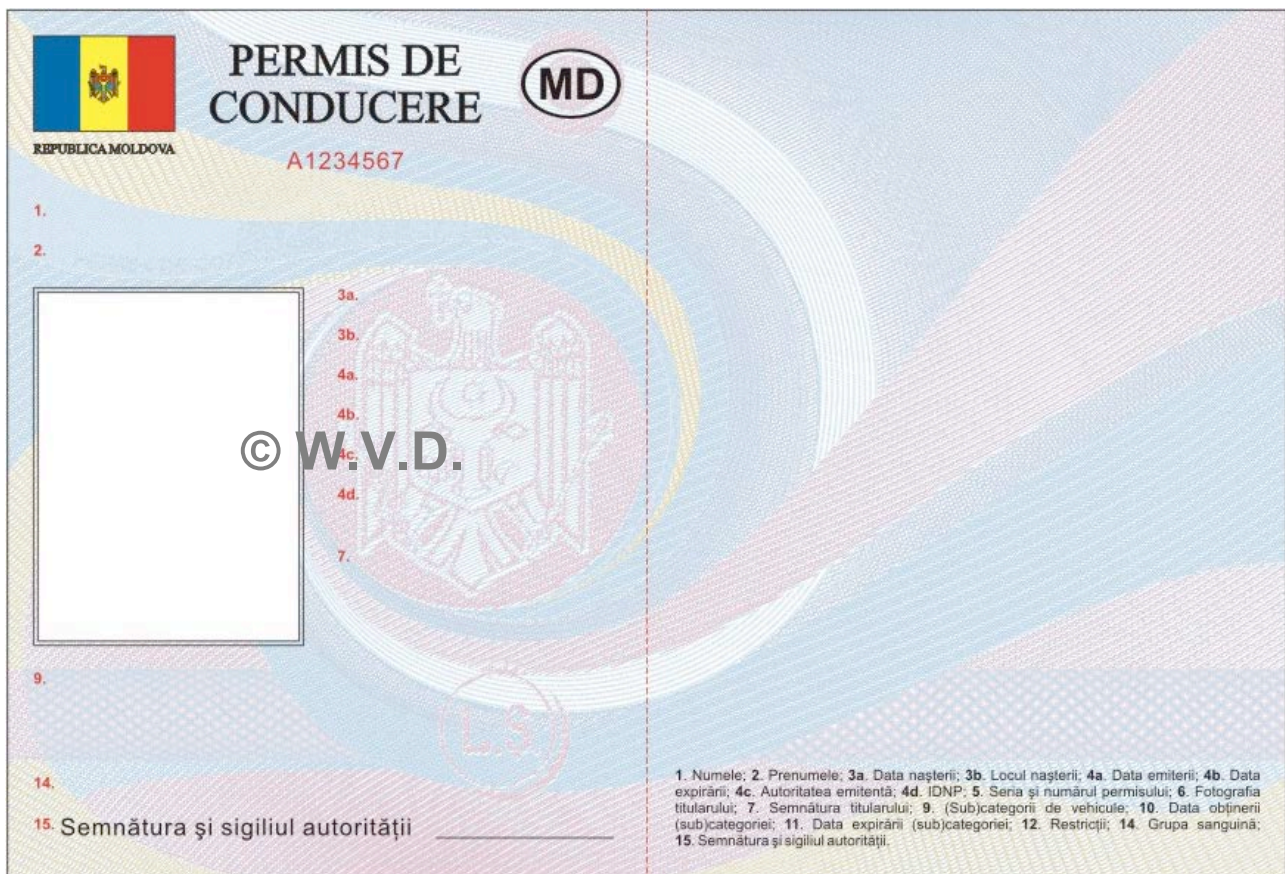 PERMIS DE
CONDUCERE
MD
REPUBLICA MOLDOVA
A1234567
1.
2.
3a.
3b.
4a.
4b.
© W.V.D.
4c.
4d.
7.
9.
L.S
14.
15. Semnătura şi sigiliul autorităţii
1. Numele; 2. Prenumele; 3a. Data naşterii; 3b. Locul naşterii; 4a. Data emiterii; 4b. Data
expirării; 4c. Autoritatea emitentă; 4d. IDNP; 5. Seria şi numărul permisului; 6. Fotografia
titularului; 7. Semnătura titularului; 9. (Sub)categorii de vehicule; 10. Data obţinerii
(sub)categoriei; 11. Data expirării (sub)categoriei; 12. Restricţii; 14. Grupa sanguină;
15. Semnătura şi sigiliul autorităţii.